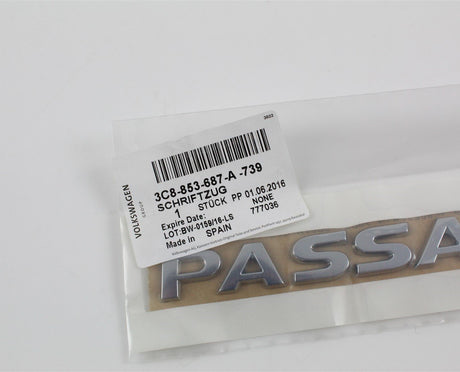 2023
VOLKSWAGEN
GROUP
3C8-853-687-A -739
SCHRIFTZUG
1 STÜCK PP 01.06.2016
Expire Date: NONE
LOT:BW-0159/16-LS 777036
Made in SPAIN
PASSA